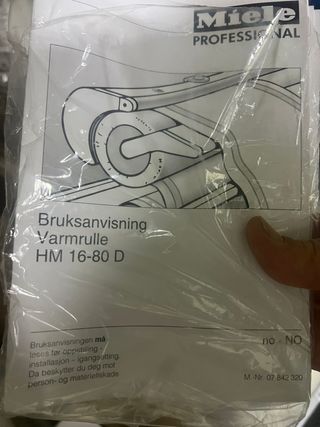 Miele
PROFESSIONAL
Bruksanvisning
Varmrulle
HM 16-80 D
Bruksanvisningen må
leses før oppstilling -
installasjon - igangsetting.
Da beskytter du deg mot
person- og materiellskade
no - NO
M.-Nr. 07 842 320